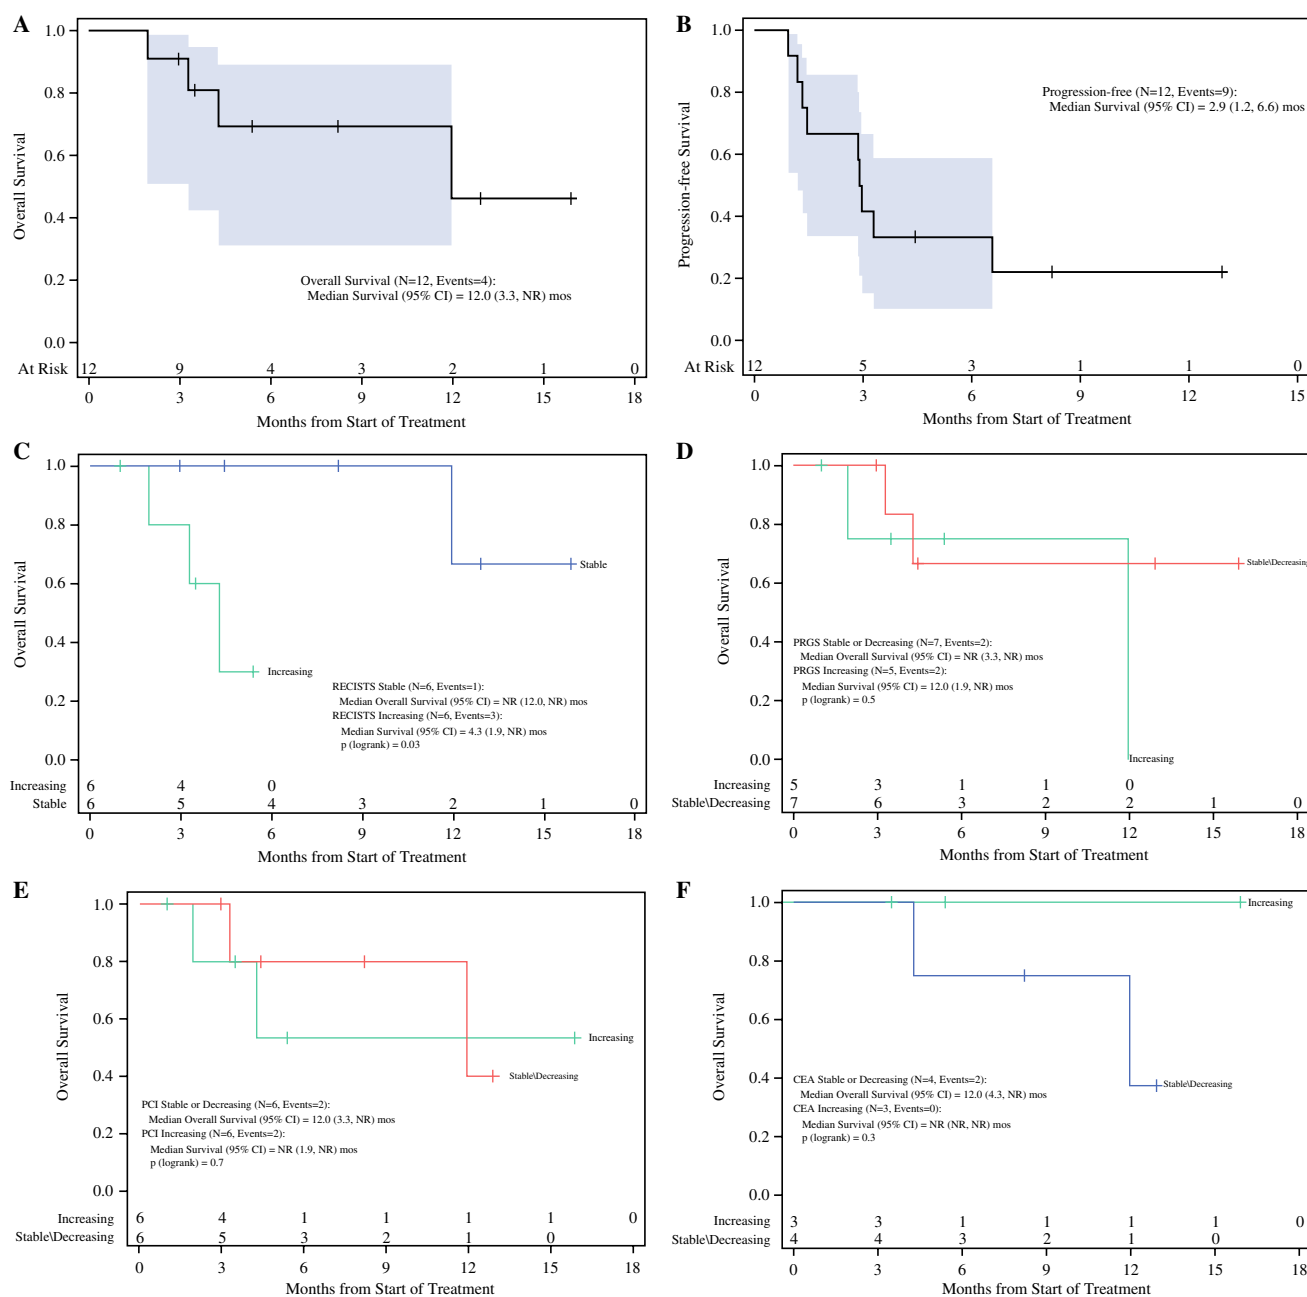 A
1.0
0.8
0.6
0.4
0.2
0.0
Overall Survival
Overall Survival (N=12, Events=4):
Median Survival (95% CI) = 12.0 (3.3, NR) mos
At Risk 12 9 4 3 2 1 0
0 3 6 9 12 15 18
Months from Start of Treatment
B
1.0
0.8
0.6
0.4
0.2
0.0
Progression-free Survival
Progression-free (N=12, Events=9):
Median Survival (95% CI) = 2.9 (1.2, 6.6) mos
At Risk 12 5 3 1 1 0
0 3 6 9 12 15
Months from Start of Treatment
C
1.0
0.8
0.6
0.4
0.2
0.0
Overall Survival
Stable
Increasing
RECISTS Stable (N=6, Events=1):
Median Overall Survival (95% CI) = NR (12.0, NR) mos
RECISTS Increasing (N=6, Events=3):
Median Survival (95% CI) = 4.3 (1.9, NR) mos
p (logrank) = 0.03
Increasing 6 4 0
Stable 6 5 4 3 2 1 0
0 3 6 9 12 15 18
Months from Start of Treatment
D
1.0
0.8
0.6
0.4
0.2
0.0
Overall Survival
Stable\Decreasing
PRGS Stable or Decreasing (N=7, Events=2):
Median Overall Survival (95% CI) = NR (3.3, NR) mos
PRGS Increasing (N=5, Events=2):
Median Survival (95% CI) = 12.0 (1.9, NR) mos
p (logrank) = 0.5
Increasing
Increasing 5 3 1 1 0
Stable\Decreasing 7 6 3 2 2 1 0
0 3 6 9 12 15 18
Months from Start of Treatment
E
1.0
0.8
0.6
0.4
0.2
0.0
Overall Survival
Increasing
Stable\Decreasing
PCI Stable or Decreasing (N=6, Events=2):
Median Overall Survival (95% CI) = 12.0 (3.3, NR) mos
PCI Increasing (N=6, Events=2):
Median Survival (95% CI) = NR (1.9, NR) mos
p (logrank) = 0.7
Increasing 6 4 1 1 1 1 0
Stable\Decreasing 6 5 3 2 1 0
0 3 6 9 12 15 18
Months from Start of Treatment
F
1.0
0.8
0.6
0.4
0.2
0.0
Overall Survival
Increasing
Stable\Decreasing
CEA Stable or Decreasing (N=4, Events=2):
Median Overall Survival (95% CI) = 12.0 (4.3, NR) mos
CEA Increasing (N=3, Events=0):
Median Survival (95% CI) = NR (NR, NR) mos
p (logrank) = 0.3
Increasing 3 3 1 1 1 1 0
Stable\Decreasing 4 4 3 2 1 0
0 3 6 9 12 15 18
Months from Start of Treatment